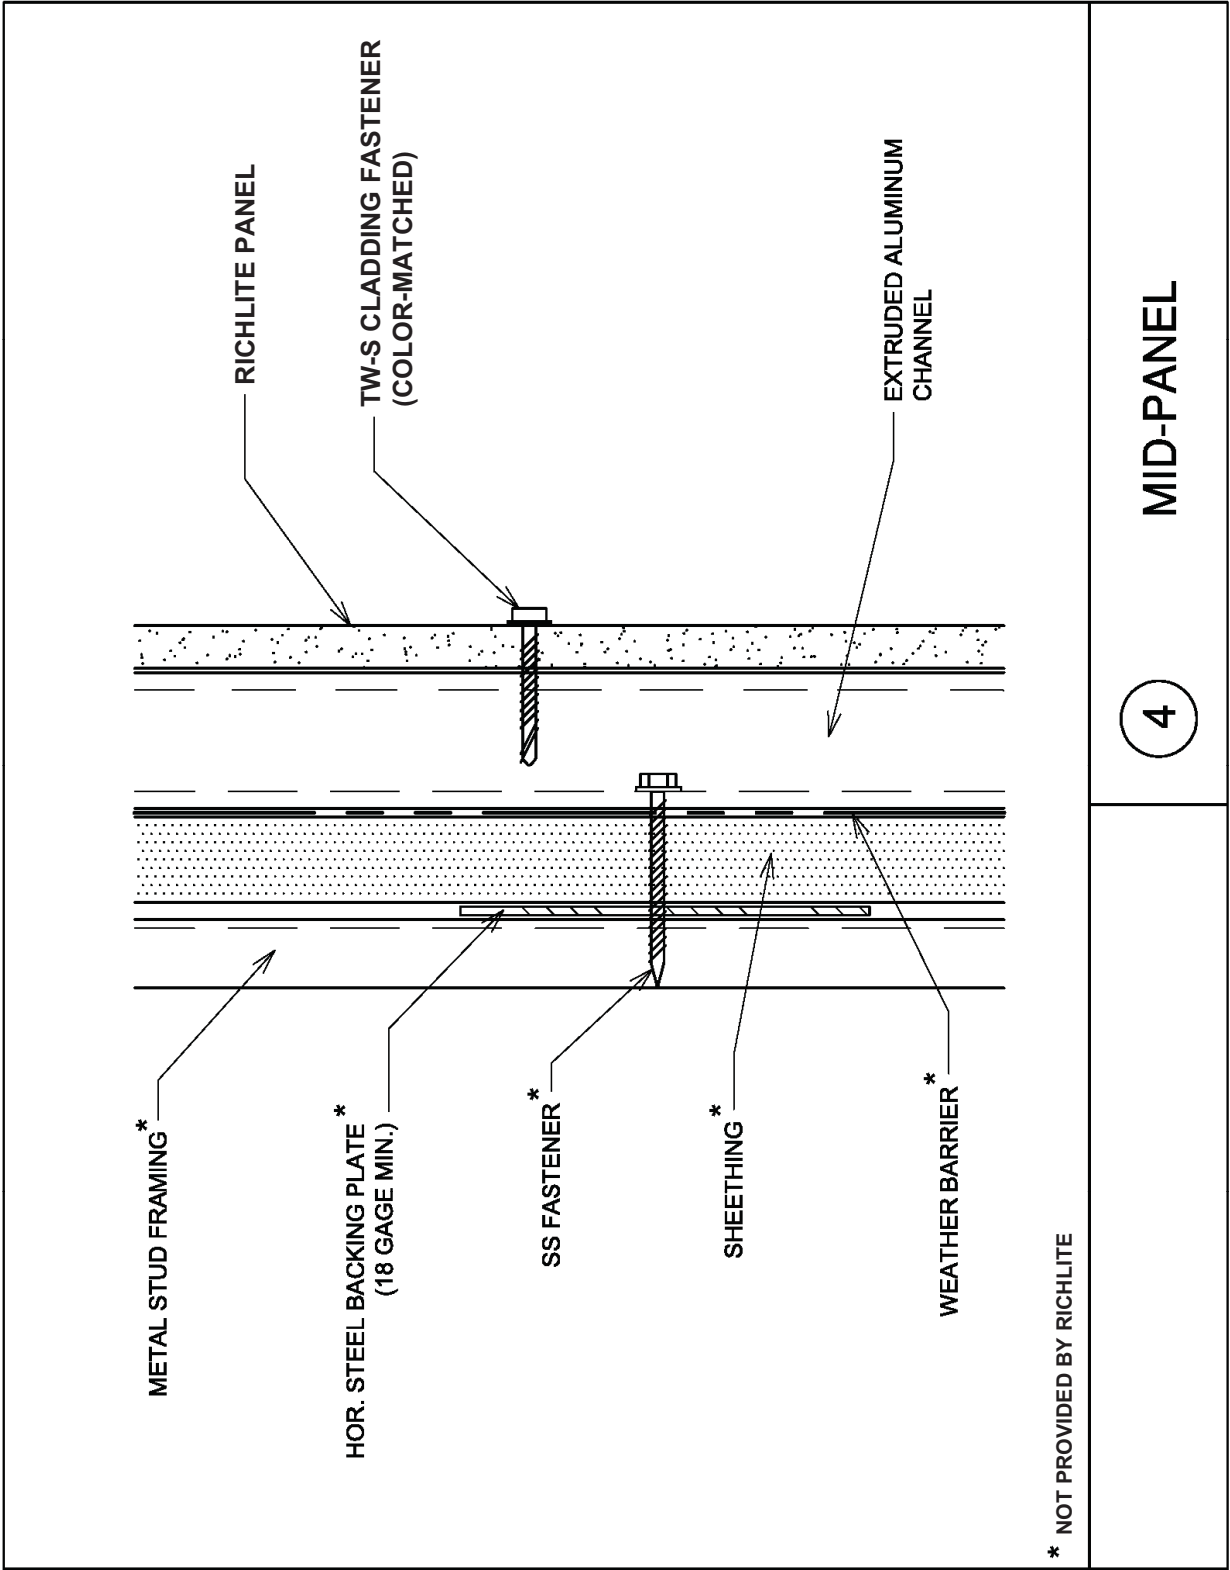 RICHLITE PANEL
TW-S CLADDING FASTENER
(COLOR-MATCHED)
EXTRUDED ALUMINUM
CHANNEL
METAL STUD FRAMING*
HOR. STEEL BACKING PLATE*
(18 GAGE MIN.)
SS FASTENER*
SHEETHING*
WEATHER BARRIER*
* NOT PROVIDED BY RICHLITE
4
MID-PANEL